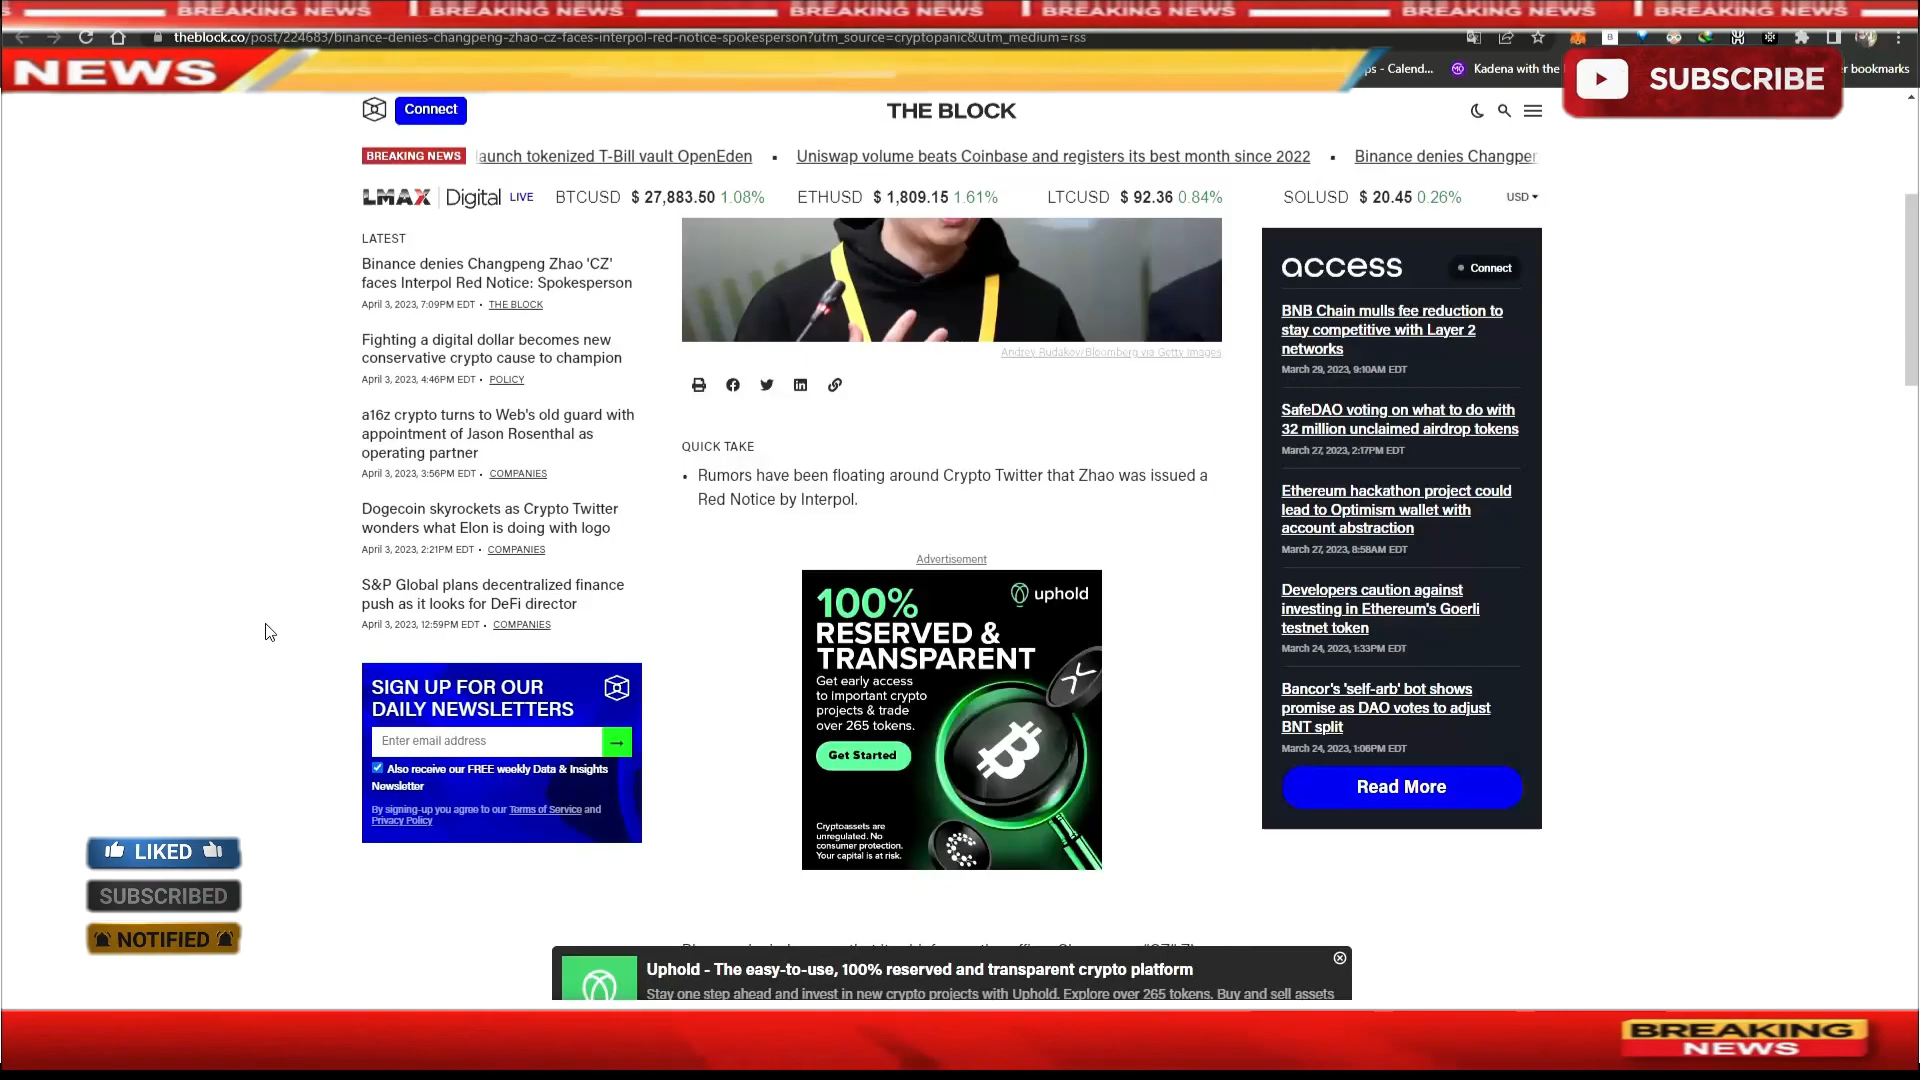 BREAKING NEWS BREAKING NEWS BREAKING NEWS BREAKING NEWS BREAKING NEWS
theblock.co/post/224683/binance-denies-changpeng-zhao-cz-faces-interpol-red-notice-spokesperson?utm_source=cryptopanic&utm_medium=rss
NEWS
ps - Calend...
Kadena with the
r bookmarks
SUBSCRIBE
Connect
THE BLOCK
BREAKING NEWS
aunch tokenized T-Bill vault OpenEden ▪ Uniswap volume beats Coinbase and registers its best month since 2022 ▪ Binance denies Changper
LMAX Digital LIVE BTCUSD $ 27,883.50 1.08% ETHUSD $ 1,809.15 1.61% LTCUSD $ 92.36 0.84% SOLUSD $ 20.45 0.26% USD
LATEST
Binance denies Changpeng Zhao 'CZ'
faces Interpol Red Notice: Spokesperson
April 3, 2023, 7:09PM EDT • THE BLOCK
Fighting a digital dollar becomes new
conservative crypto cause to champion
April 3, 2023, 4:46PM EDT • POLICY
a16z crypto turns to Web's old guard with
appointment of Jason Rosenthal as
operating partner
April 3, 2023, 3:56PM EDT • COMPANIES
Dogecoin skyrockets as Crypto Twitter
wonders what Elon is doing with logo
April 3, 2023, 2:21PM EDT • COMPANIES
S&P Global plans decentralized finance
push as it looks for DeFi director
April 3, 2023, 12:59PM EDT • COMPANIES
SIGN UP FOR OUR
DAILY NEWSLETTERS
Enter email address
→
Also receive our FREE weekly Data & Insights
Newsletter
By signing-up you agree to our Terms of Service and
Privacy Policy
Andrey Rudakov/Bloomberg via Getty Images
QUICK TAKE
• Rumors have been floating around Crypto Twitter that Zhao was issued a
Red Notice by Interpol.
Advertisement
uphold
100%
RESERVED &
TRANSPARENT
Get early access
to important crypto
projects & trade
over 265 tokens.
Get Started
Cryptoassets are
unregulated. No
consumer protection.
Your capital is at risk.
access
Connect
BNB Chain mulls fee reduction to
stay competitive with Layer 2
networks
March 29, 2023, 9:10AM EDT
SafeDAO voting on what to do with
32 million unclaimed airdrop tokens
March 27, 2023, 2:17PM EDT
Ethereum hackathon project could
lead to Optimism wallet with
account abstraction
March 27, 2023, 8:58AM EDT
Developers caution against
investing in Ethereum's Goerli
testnet token
March 24, 2023, 1:33PM EDT
Bancor's 'self-arb' bot shows
promise as DAO votes to adjust
BNT split
March 24, 2023, 1:06PM EDT
Read More
LIKED
SUBSCRIBED
NOTIFIED
Uphold - The easy-to-use, 100% reserved and transparent crypto platform
Stay one step ahead and invest in new crypto projects with Uphold. Explore over 265 tokens. Buy and sell assets
BREAKING
NEWS